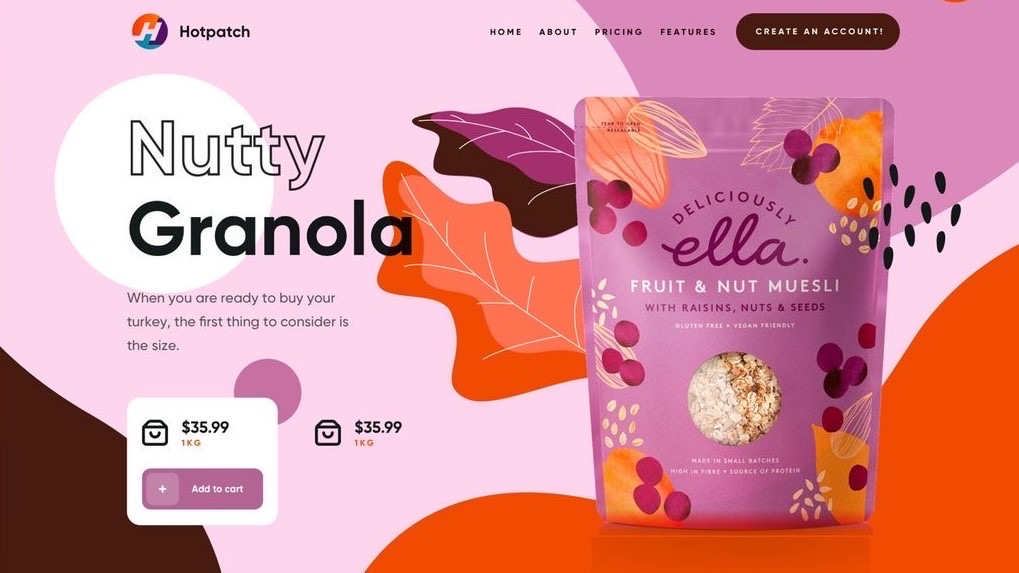 Hotpatch
HOME ABOUT PRICING FEATURES CREATE AN ACCOUNT!
Nutty
Granola
When you are ready to buy your
turkey, the first thing to consider is
the size.
$35.99
1KG
+ Add to cart
$35.99
1KG
TEAR TO OPEN
RESEALABLE
DELICIOUSLY
ella.
FRUIT & NUT MUESLI
WITH RAISINS, NUTS & SEEDS
GLUTEN FREE • VEGAN FRIENDLY
MADE IN SMALL BATCHES
HIGH IN FIBRE • SOURCE OF PROTEIN